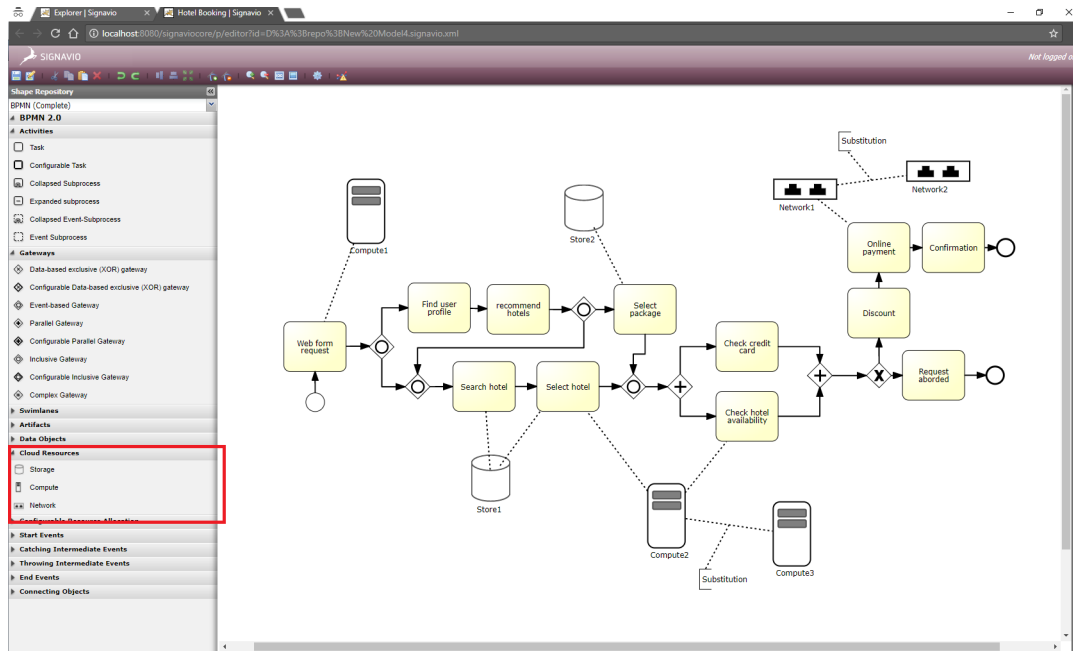 Explorer | Signavio
Hotel Booking | Signavio
localhost:8080/signaviocore/p/editor?id=D%3A%3Brepo%3BNew%20Model4.signavio.xml
SIGNAVIO
Not logged
Shape Repository
BPMN (Complete)
BPMN 2.0
Activities
Task
Configurable Task
Collapsed Subprocess
Expanded subprocess
Collapsed Event-Subprocess
Event Subprocess
Gateways
Data-based exclusive (XOR) gateway
Configurable Data-based exclusive (XOR) gateway
Event-based Gateway
Parallel Gateway
Configurable Parallel Gateway
Inclusive Gateway
Configurable Inclusive Gateway
Complex Gateway
Swimlanes
Artifacts
Data Objects
Cloud Resources
Storage
Compute
Network
Configurable Resource Allocation
Start Events
Catching Intermediate Events
Throwing Intermediate Events
End Events
Connecting Objects
Substitution
Network2
Network1
Compute1
Store2
Online
payment
Confirmation
Find user
profile
recommend
hotels
Select
package
Discount
Web form
request
Check credit
card
Search hotel
Select hotel
Request
aborded
Check hotel
availability
Store1
Compute2
Compute3
Substitution